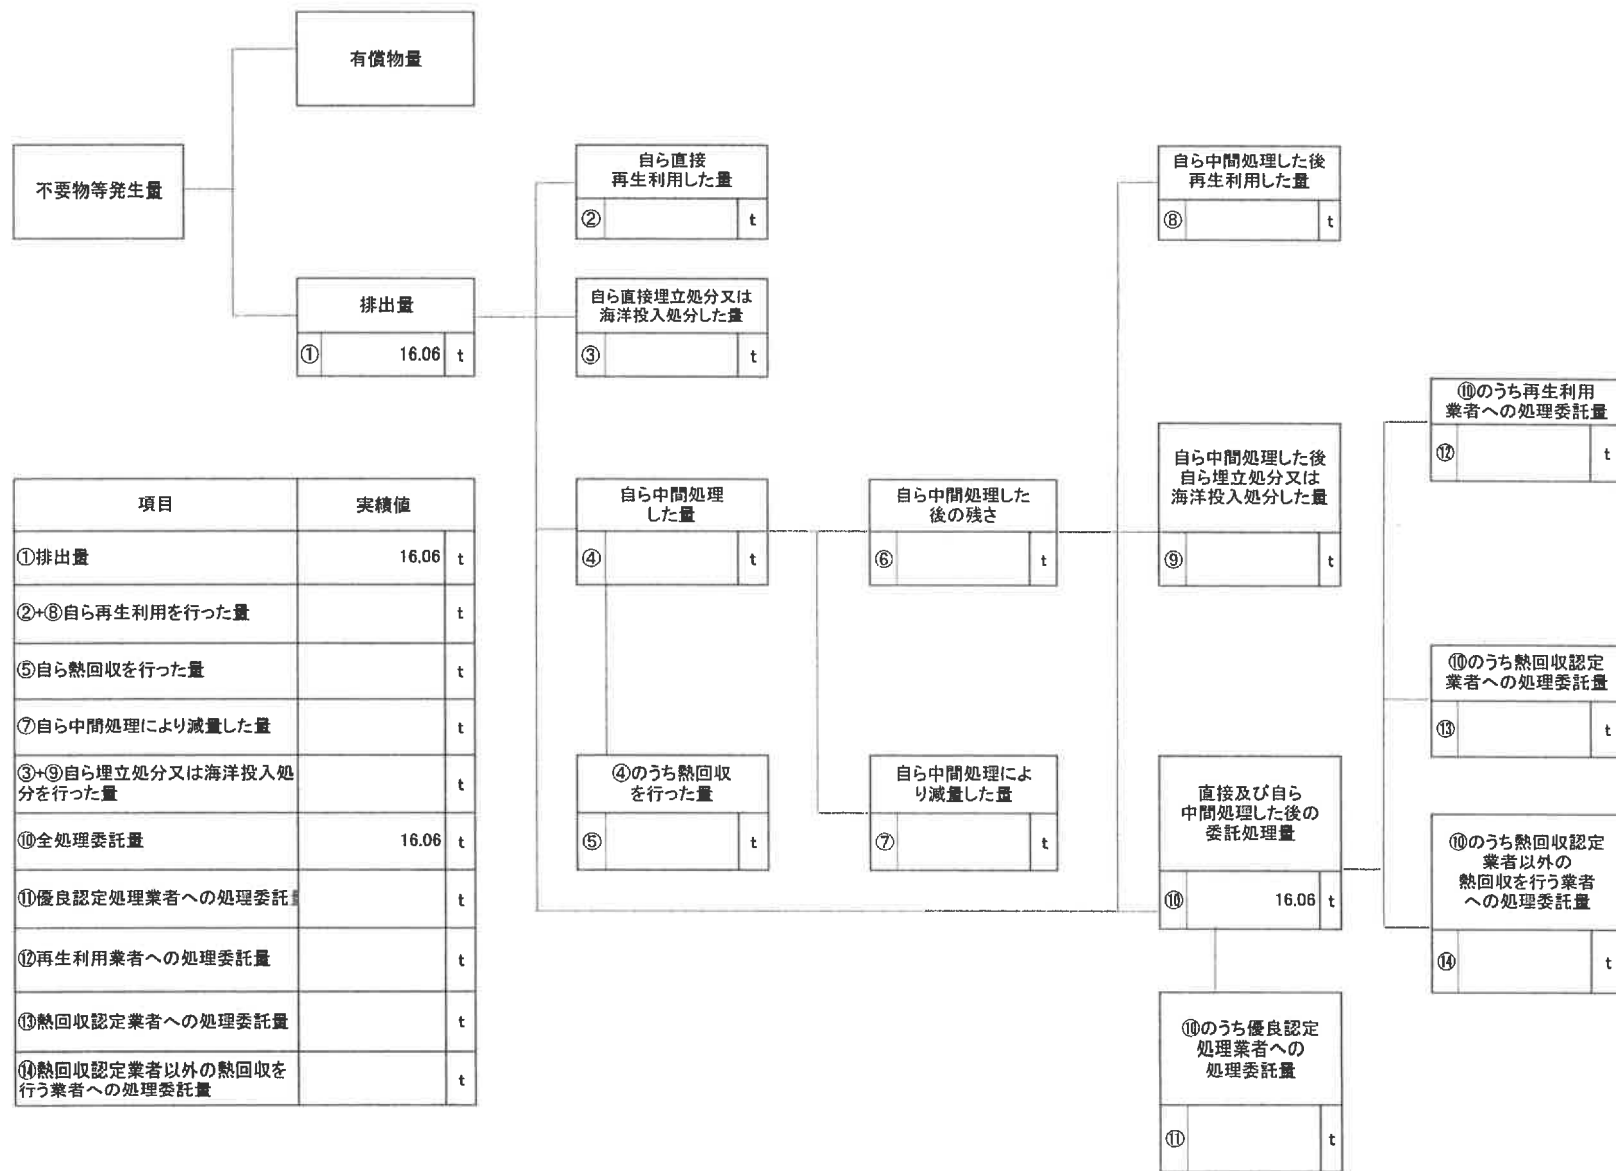 有償物量
不要物等発生量
排出量
① 16.06 t
自ら直接
再生利用した量
② t
自ら直接埋立処分又は
海洋投入処分した量
③ t
自ら中間処理
した量
④ t
④のうち熱回収
を行った量
⑤ t
自ら中間処理した
後の残さ
⑥ t
自ら中間処理によ
り減量した量
⑦ t
自ら中間処理した後
再生利用した量
⑧ t
自ら中間処理した後
自ら埋立処分又は
海洋投入処分した量
⑨ t
直接及び自ら
中間処理した後の
委託処理量
⑩ 16.06 t
⑩のうち優良認定
処理業者への
処理委託量
⑪ t
⑩のうち再生利用
業者への処理委託量
⑫ t
⑩のうち熱回収認定
業者への処理委託量
⑬ t
⑩のうち熱回収認定
業者以外の
熱回収を行う業者
への処理委託量
⑭ t
項目 実績値
①排出量 16.06 t
②+⑧自ら再生利用を行った量 t
⑤自ら熱回収を行った量 t
⑦自ら中間処理により減量した量 t
③+⑨自ら埋立処分又は海洋投入処
分を行った量 t
⑩全処理委託量 16.06 t
⑪優良認定処理業者への処理委託 t
⑫再生利用業者への処理委託量 t
⑬熱回収認定業者への処理委託量 t
⑭熱回収認定業者以外の熱回収を
行う業者への処理委託量 t